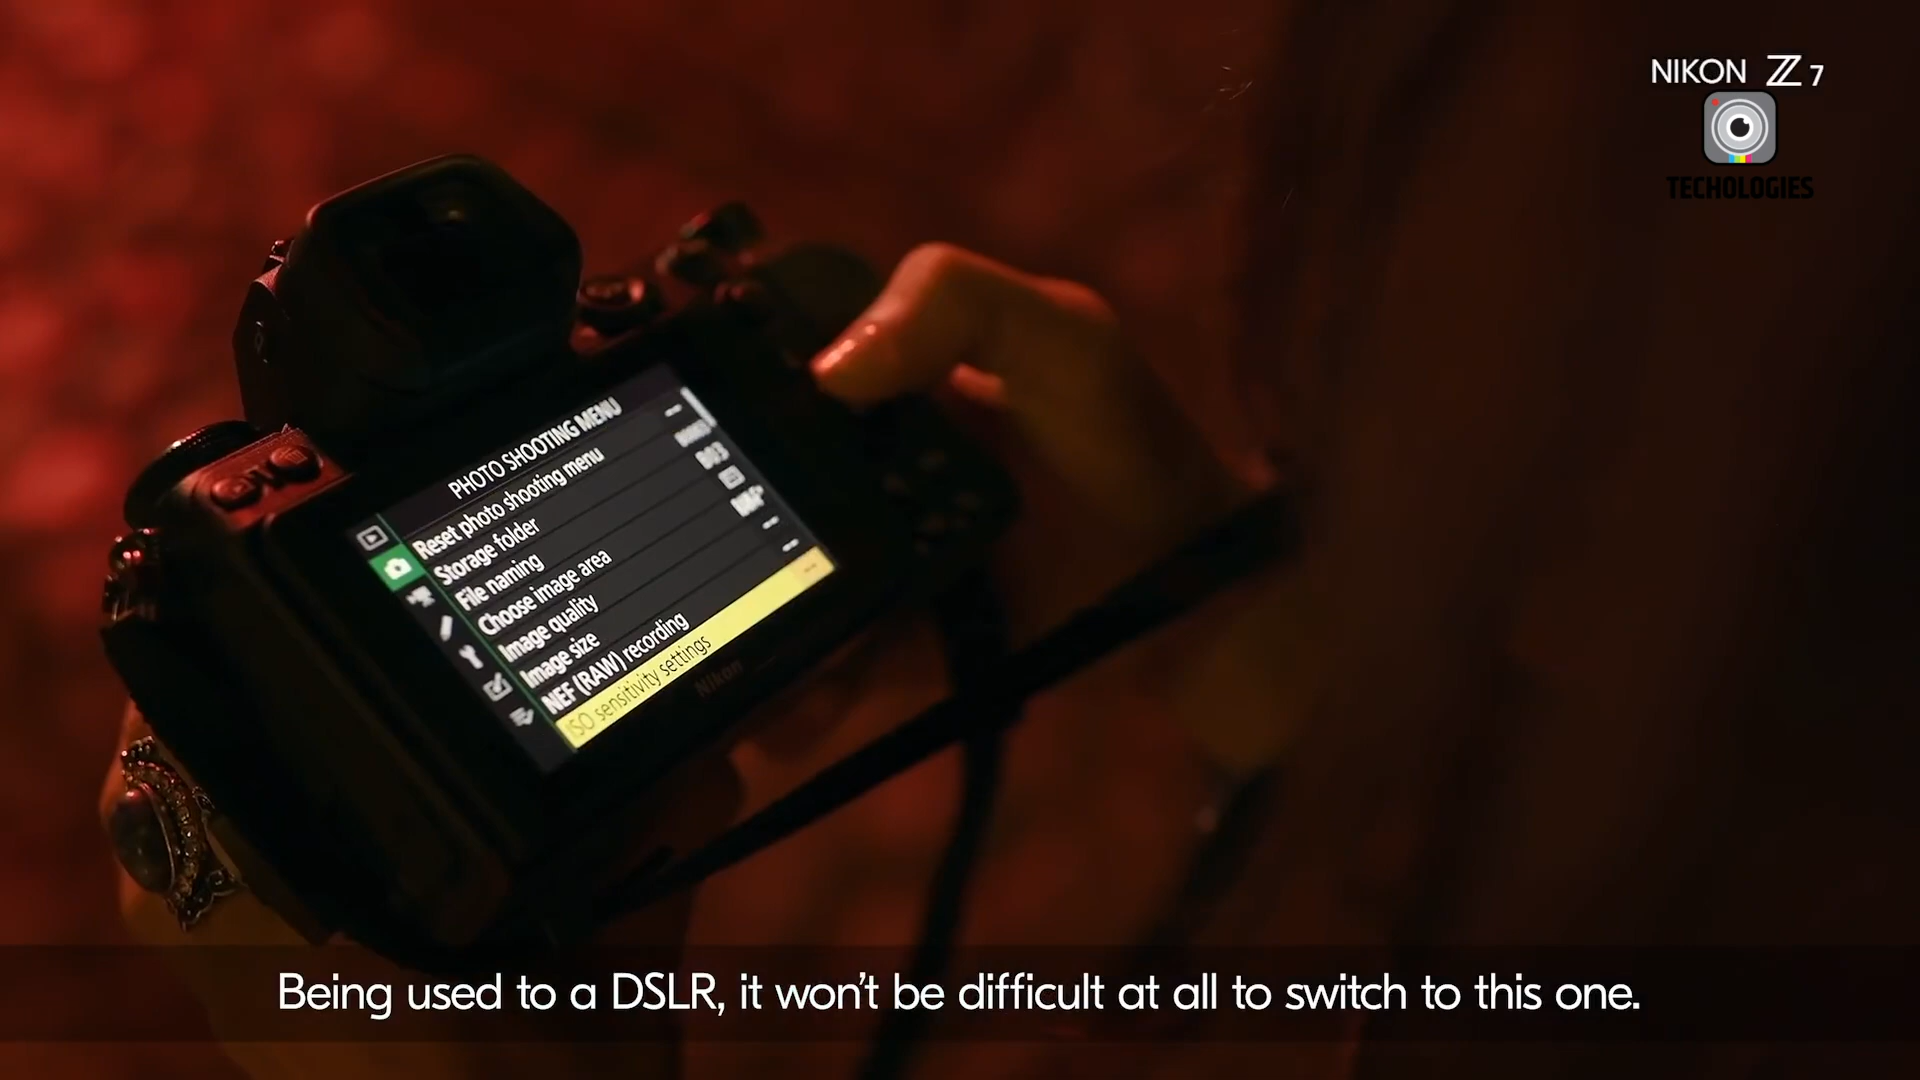 NIKON Z 7
TECHOLOGIES
PHOTO SHOOTING MENU
Reset photo shooting menu --
Storage folder
File naming
Choose image area
Image quality
Image size --
NEF (RAW) recording --
ISO sensitivity settings --
Nikon
Being used to a DSLR, it won't be difficult at all to switch to this one.